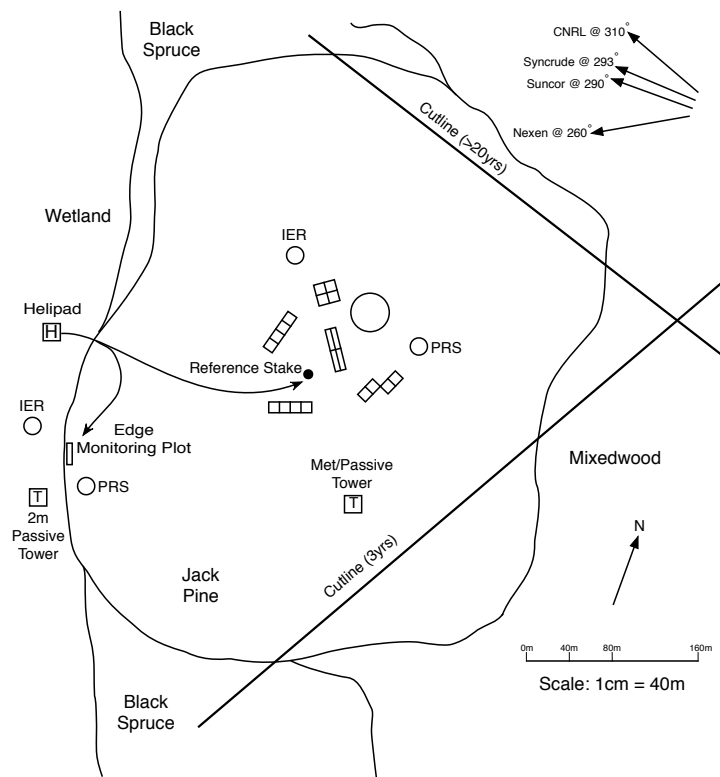 Black
Spruce
CNRL @ 310°
Syncrude @ 293°
Suncor @ 290°
Nexen @ 260°
Cutline (>20yrs)
Wetland
IER
Helipad
H
PRS
Reference Stake
IER
Edge
Monitoring Plot
Mixedwood
Met/Passive
Tower
T
PRS
T
2m
Passive
Tower
N
Cutline (3yrs)
Jack
Pine
0m 40m 80m 160m
Scale: 1cm = 40m
Black
Spruce